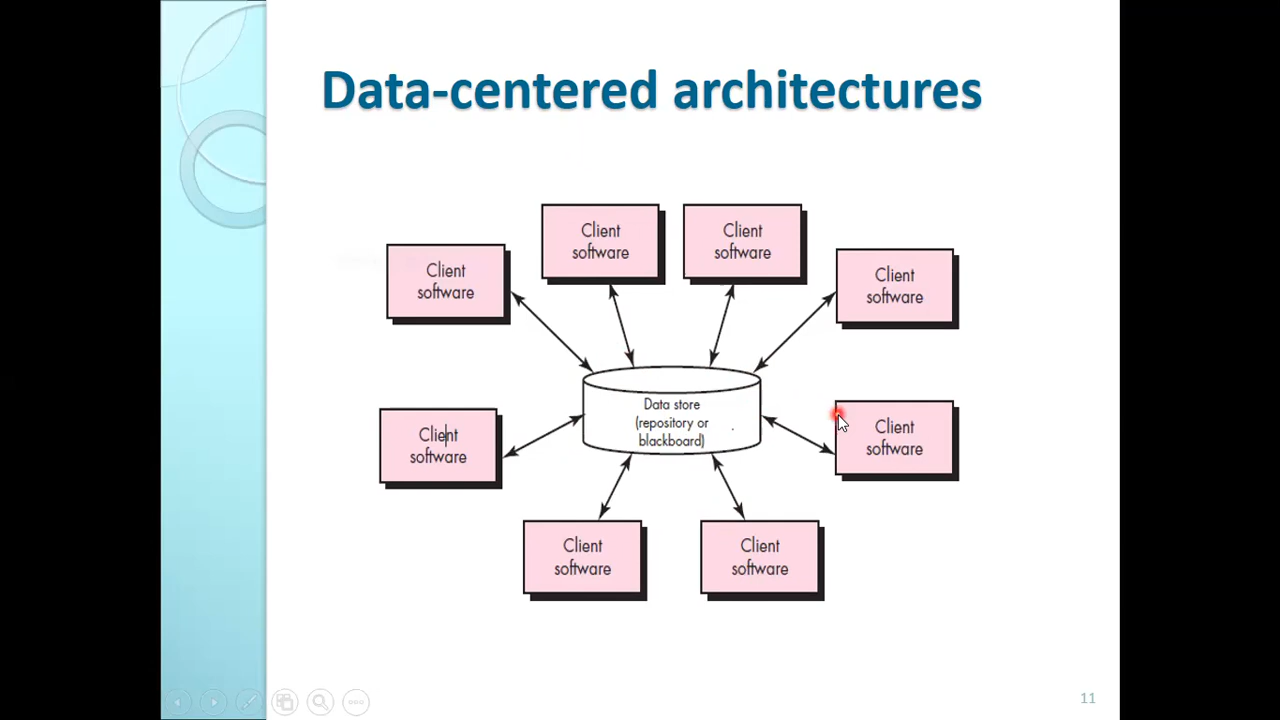 Data-centered architectures
Client
software
Client
software
Client
software
Client
software
Data store
(repository or
blackboard)
Client
software
Client
software
Client
software
Client
software
11